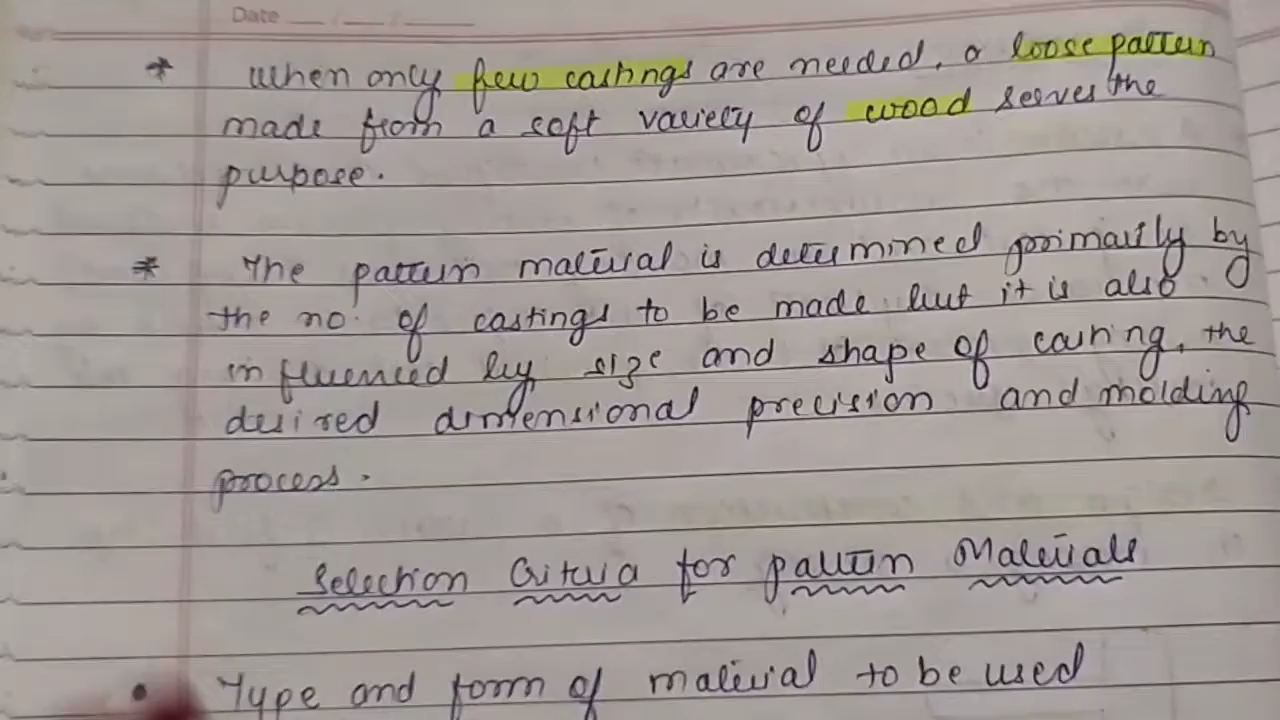 Date __/__/____
* When only few castings are needed, a loose pattern
made from a soft variety of wood serves the
purpose.
* The pattern material is determined primarily by
the no. of castings to be made but it is also
influenced by size and shape of casting, the
desired dimensional precision and molding
process.
Selection Criteria for pattern Materials
• Type and form of material to be used